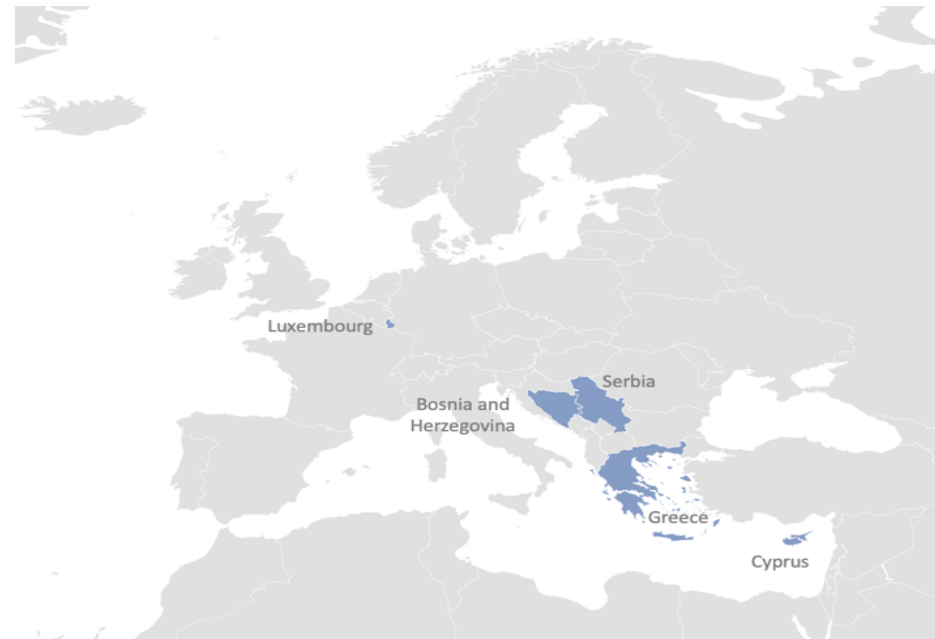 Luxembourg
Serbia
Bosnia and
Herzegovina
Greece
Cyprus